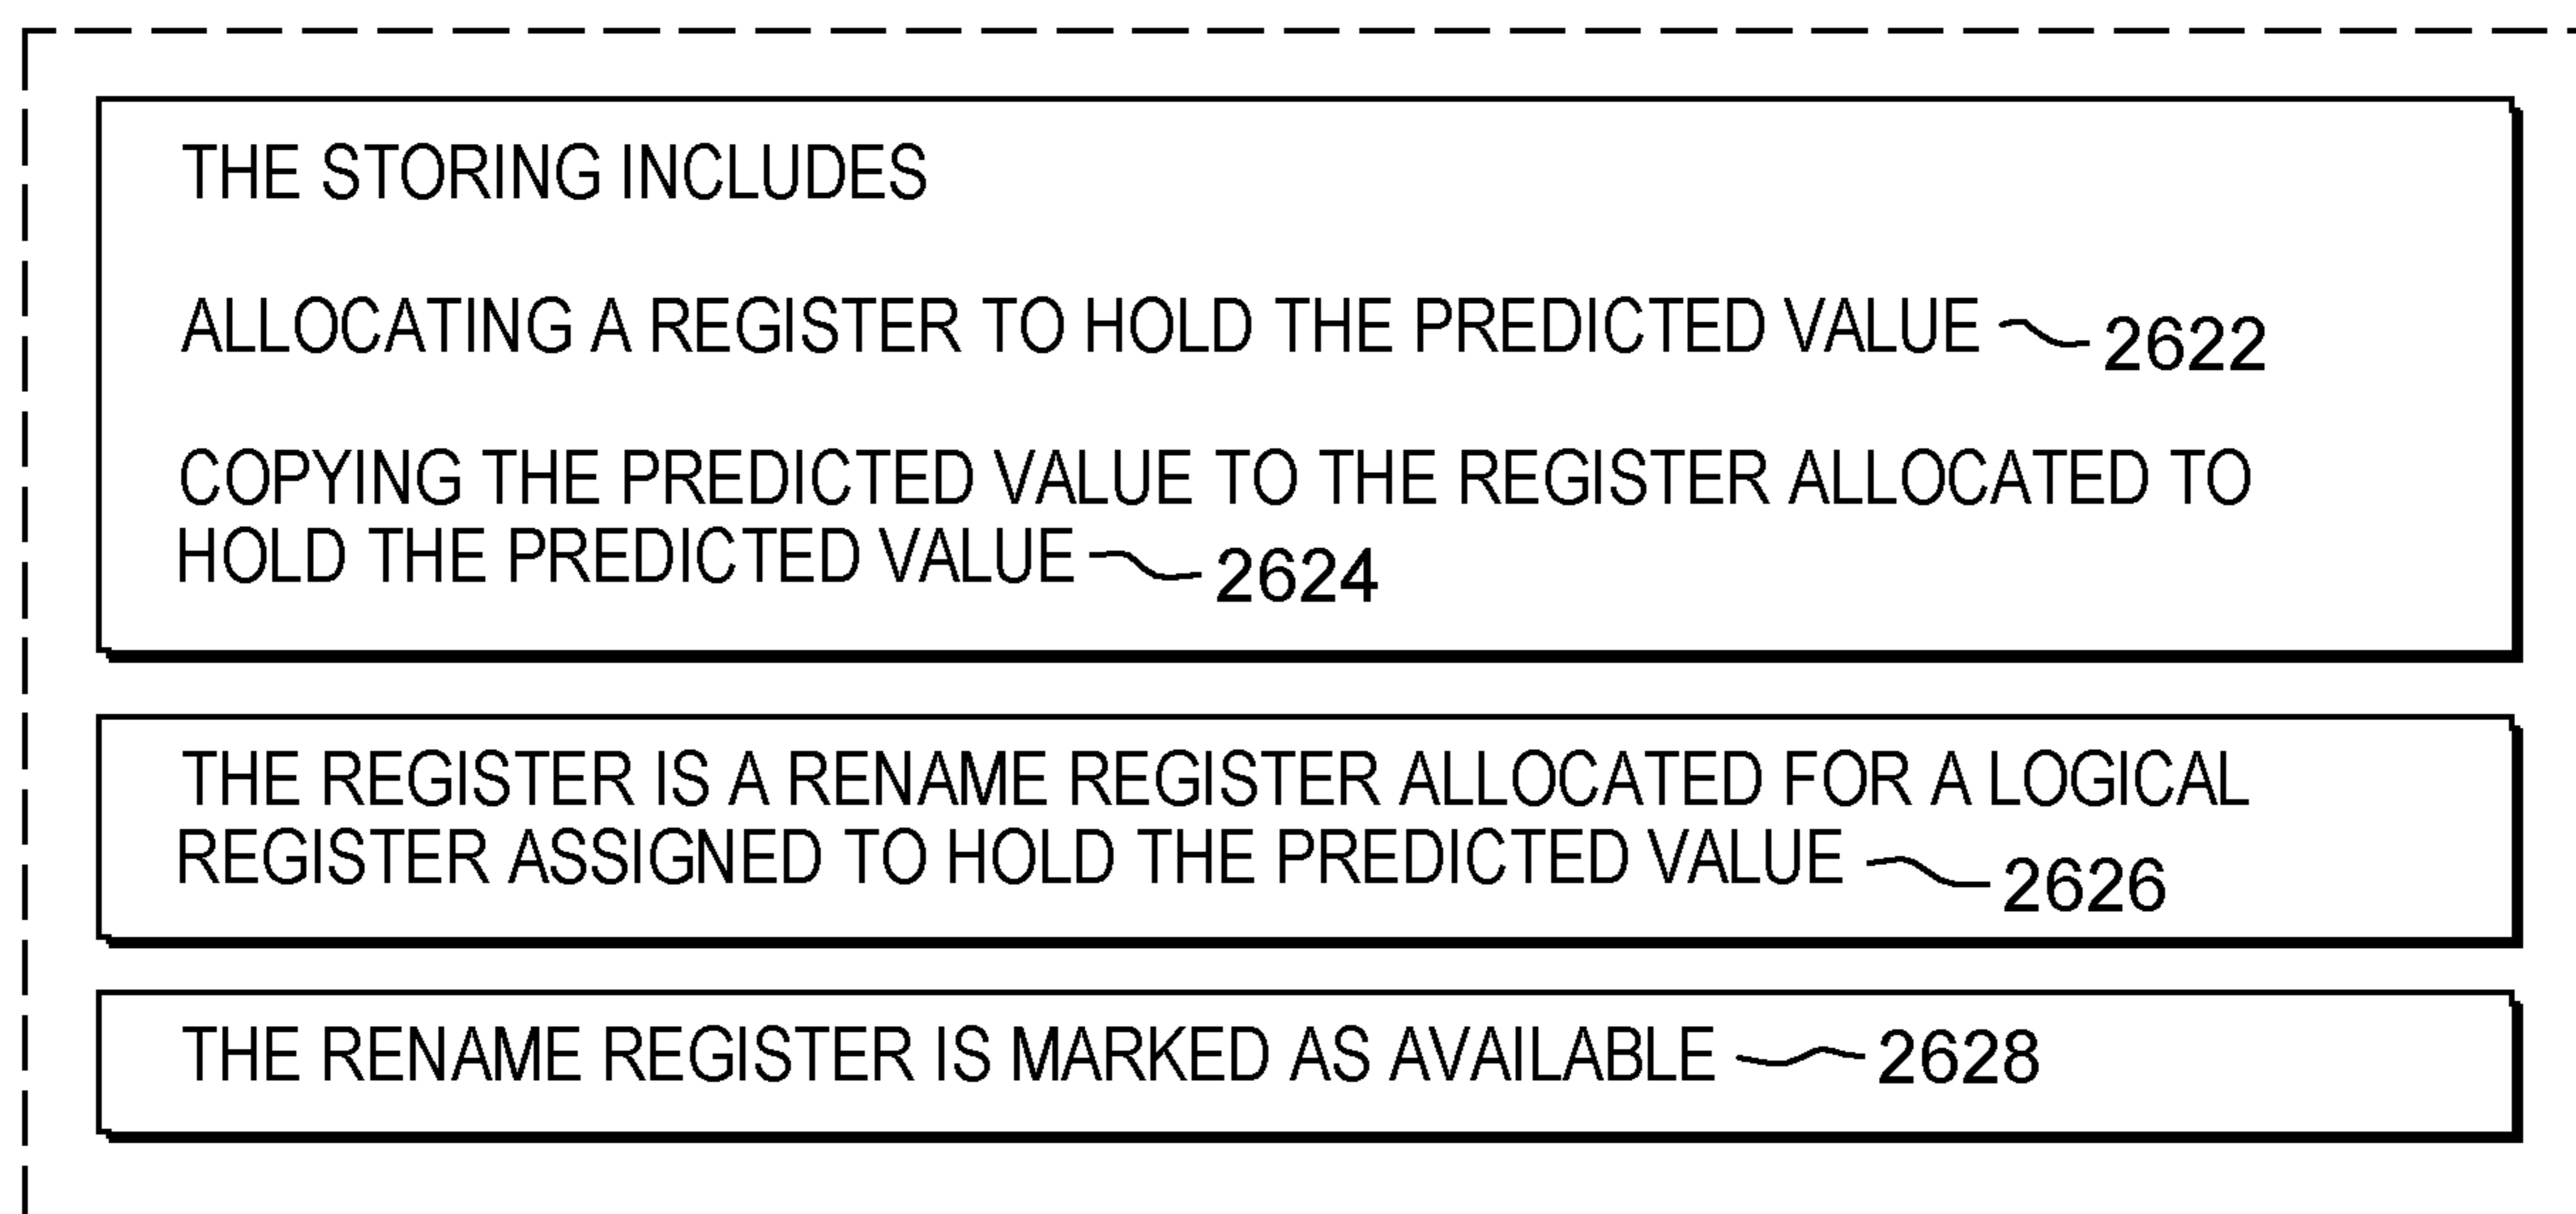 THE STORING INCLUDES
ALLOCATING A REGISTER TO HOLD THE PREDICTED VALUE 2622
COPYING THE PREDICTED VALUE TO THE REGISTER ALLOCATED TO
HOLD THE PREDICTED VALUE 2624
THE REGISTER IS A RENAME REGISTER ALLOCATED FOR A LOGICAL
REGISTER ASSIGNED TO HOLD THE PREDICTED VALUE 2626
THE RENAME REGISTER IS MARKED AS AVAILABLE 2628